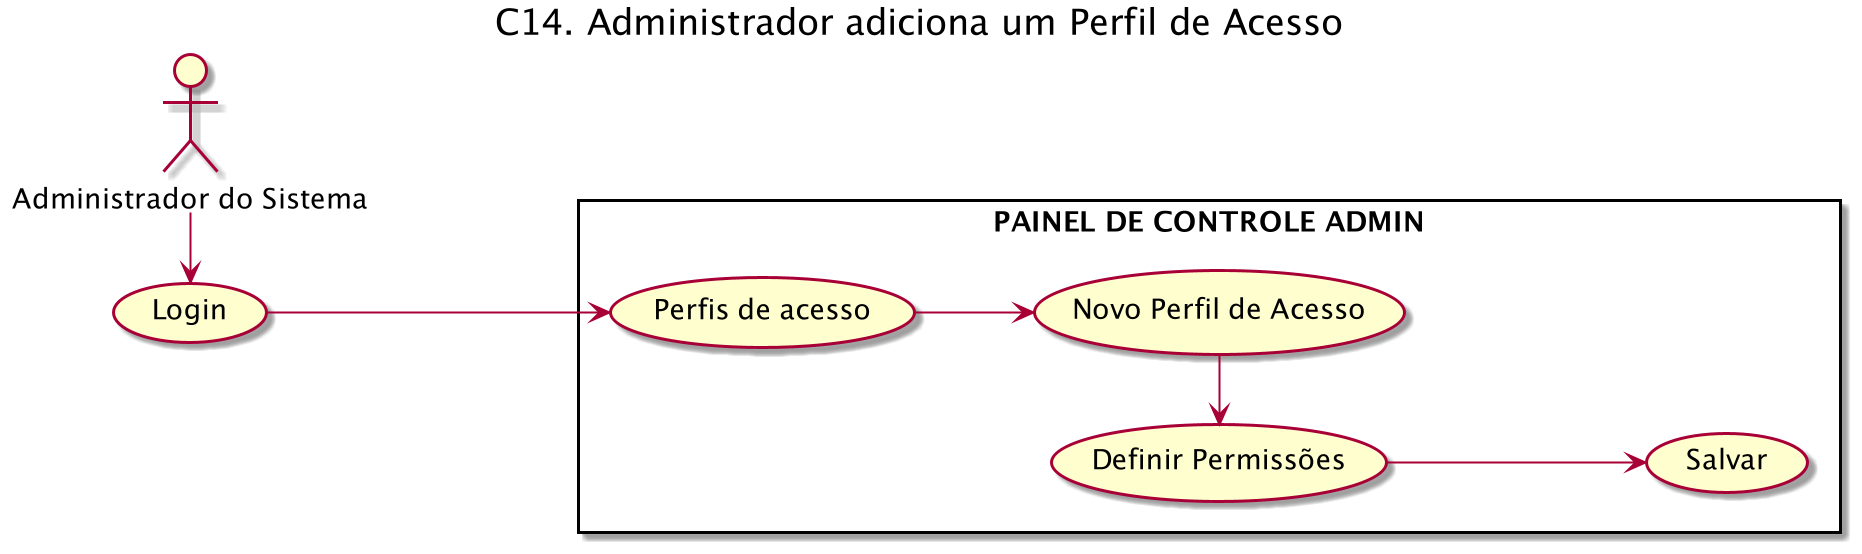 C14. Administrador adiciona um Perfil de Acesso
Administrador do Sistema
PAINEL DE CONTROLE ADMIN
Login
Perfis de acesso
Novo Perfil de Acesso
Definir Permissões
Salvar